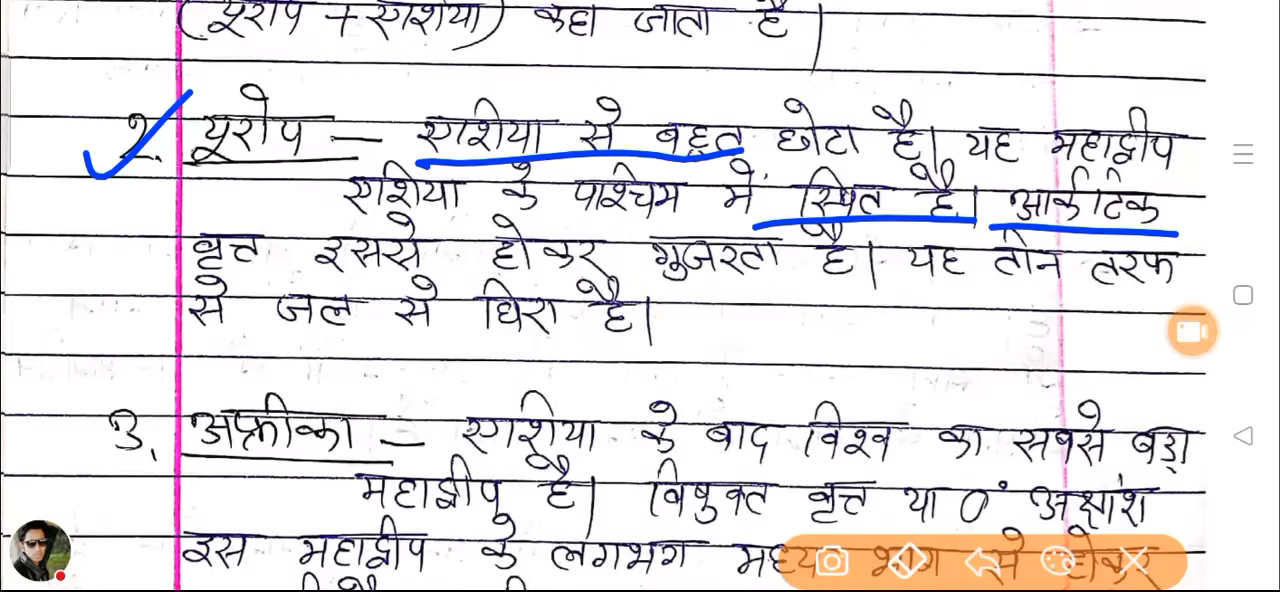 (यूरोप + एशिया) कहा जाता है।
2. यूरोप – एशिया से बहुत छोटा है। यह महाद्वीप
एशिया के पश्चिम में स्थित है। आर्कटिक
वृत्त इससे होकर गुजरता है। यह तीन तरफ
से जल से घिरा है।
3. अफ्रीका – एशिया के बाद विश्व का सबसे बड़ा
महाद्वीप है। विषुवत वृत्त या 0° अक्षांश
इस महाद्वीप के लगभग मध्य भाग से होकर